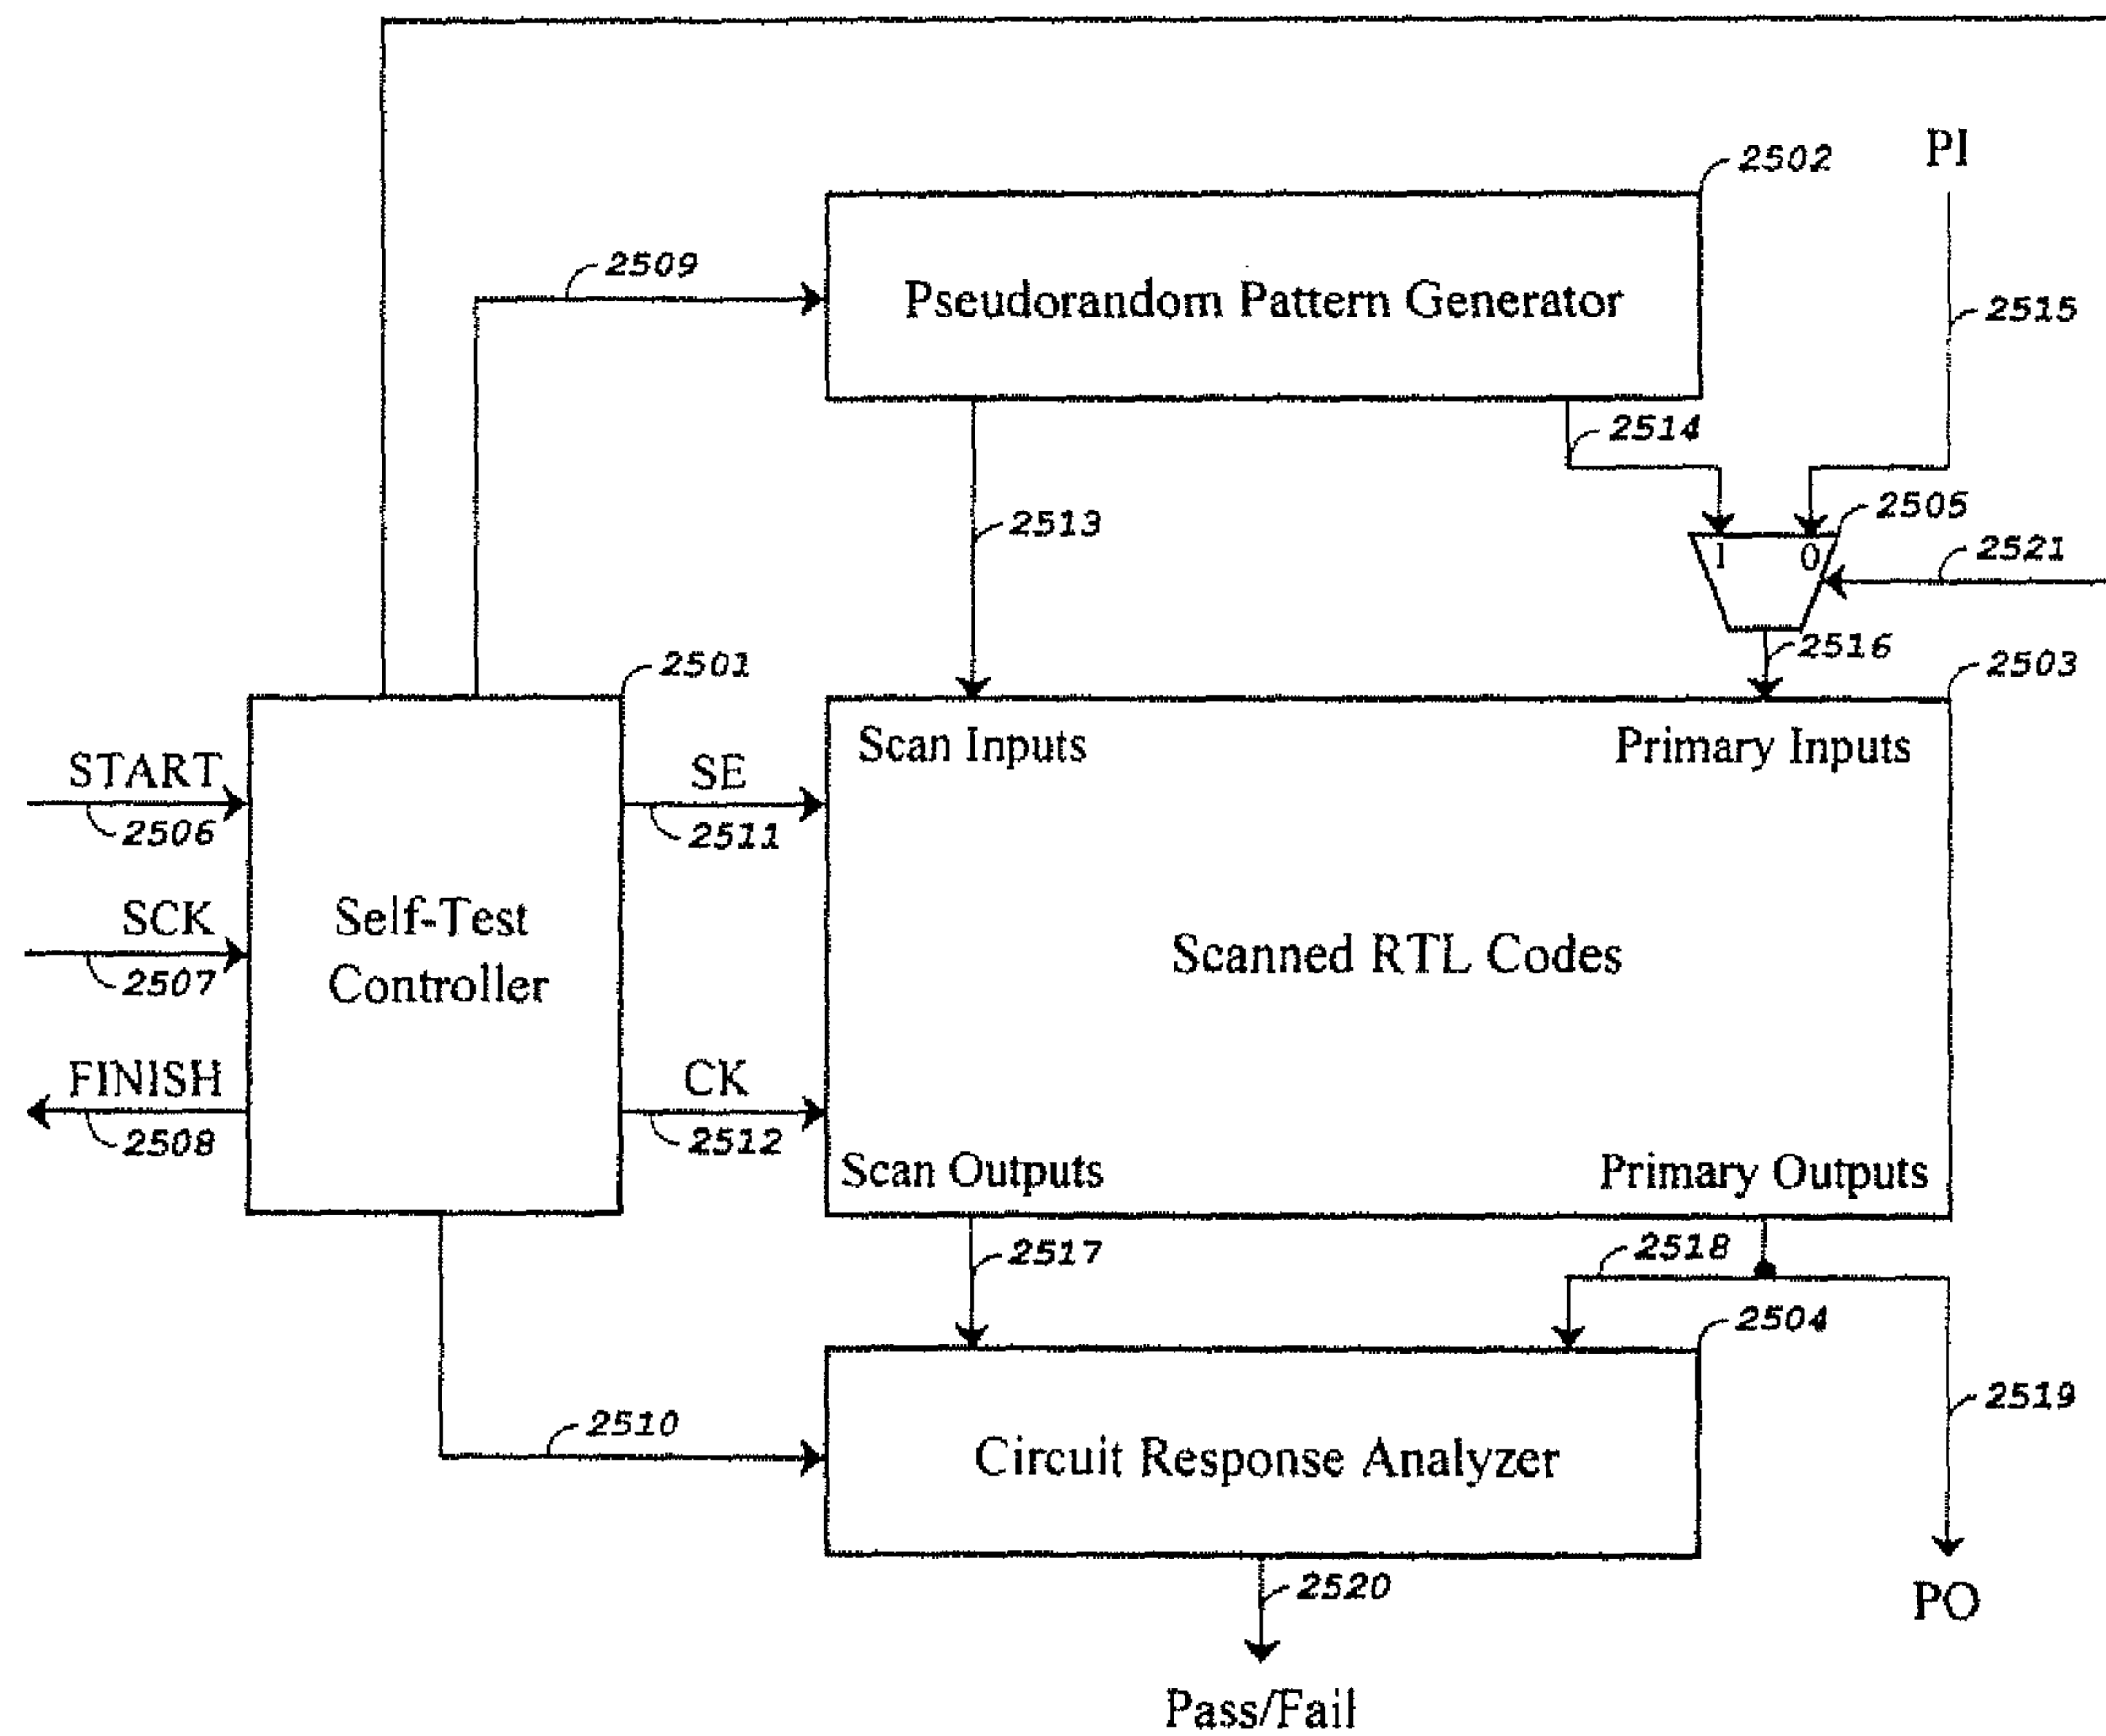 2502
PI
2509
Pseudorandom Pattern Generator
2515
2514
2513
2505
1 0
2521
2516
2501
2503
Scan Inputs
Primary Inputs
START
2506
SE
2511
SCK
2507
Self-Test
Controller
Scanned RTL Codes
FINISH
2508
CK
2512
Scan Outputs
Primary Outputs
2517
2518
2504
2510
Circuit Response Analyzer
2519
2520
PO
Pass/Fail